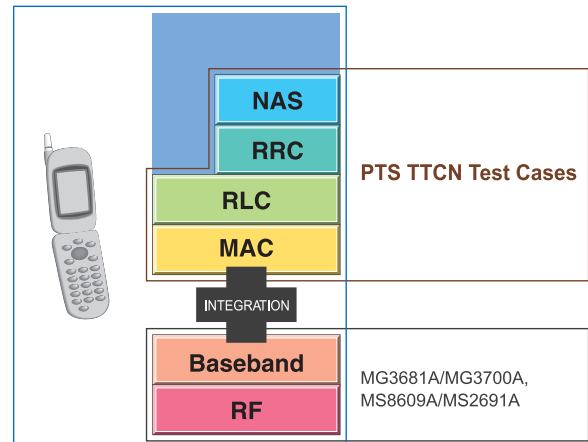 NAS
RRC
PTS TTCN Test Cases
RLC
MAC
INTEGRATION
Baseband
MG3681A/MG3700A,
MS8609A/MS2691A
RF